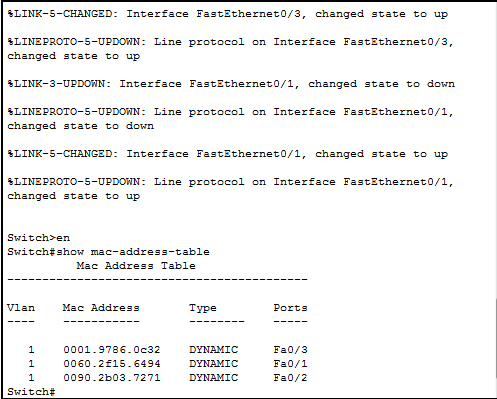 %LINK-5-CHANGED: Interface FastEthernet0/3, changed state to up
%LINEPROTO-5-UPDOWN: Line protocol on Interface FastEthernet0/3,
changed state to up
%LINK-3-UPDOWN: Interface FastEthernet0/1, changed state to down
%LINEPROTO-5-UPDOWN: Line protocol on Interface FastEthernet0/1,
changed state to down
%LINK-5-CHANGED: Interface FastEthernet0/1, changed state to up
%LINEPROTO-5-UPDOWN: Line protocol on Interface FastEthernet0/1,
changed state to up
Switch>en
Switch#show mac-address-table
Mac Address Table
-------------------------------------------
Vlan Mac Address Type Ports
---- ----------- -------- -----
1 0001.9786.0c32 DYNAMIC Fa0/3
1 0060.2f15.6494 DYNAMIC Fa0/1
1 0090.2b03.7271 DYNAMIC Fa0/2
Switch#